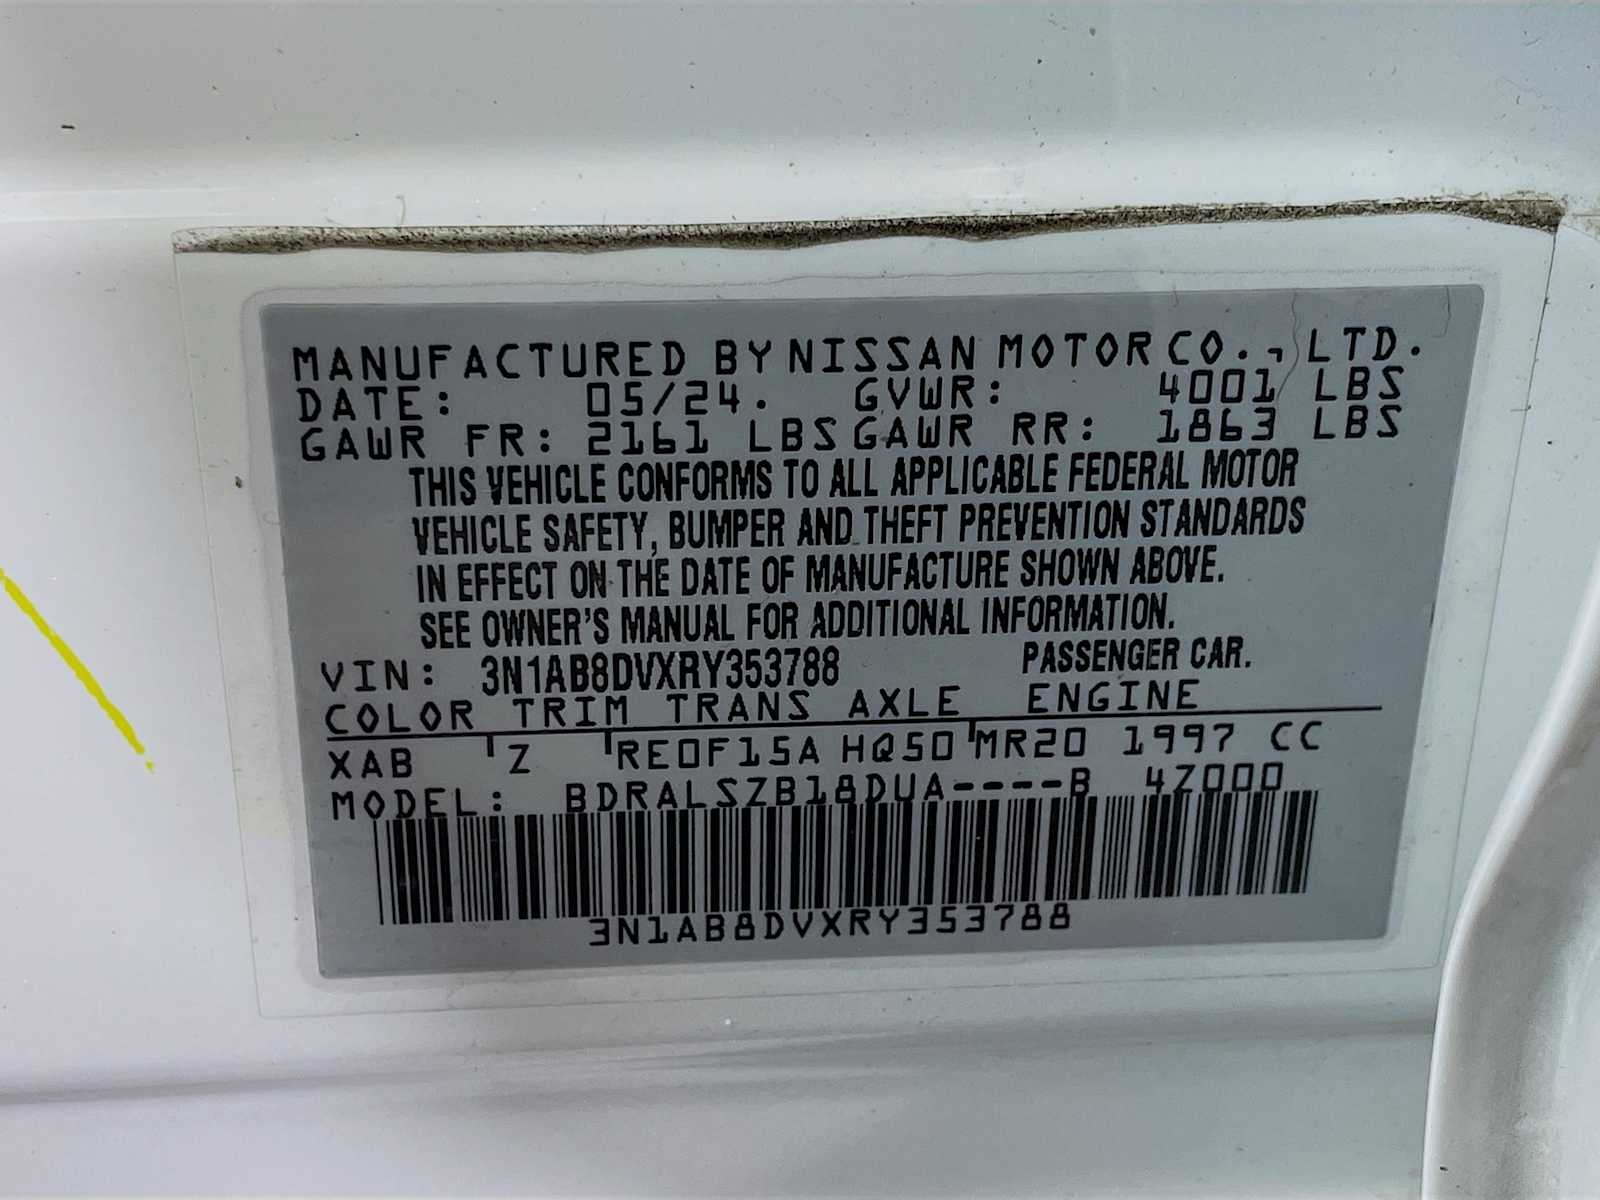 MANUFACTURED BY NISSAN MOTOR CO., LTD.
DATE: 05/24. GVWR: 4001 LBS
GAWR FR: 2161 LBS GAWR RR: 1863 LBS
THIS VEHICLE CONFORMS TO ALL APPLICABLE FEDERAL MOTOR
VEHICLE SAFETY, BUMPER AND THEFT PREVENTION STANDARDS
IN EFFECT ON THE DATE OF MANUFACTURE SHOWN ABOVE.
SEE OWNER'S MANUAL FOR ADDITIONAL INFORMATION.
VIN: 3N1AB8DVXRY353788 PASSENGER CAR.
COLOR TRIM TRANS AXLE ENGINE
XAB Z RE0F15A HQ50 MR20 1997 CC
MODEL: BDRALSZB18DUA----B 4Z000
3N1AB8DVXRY353788